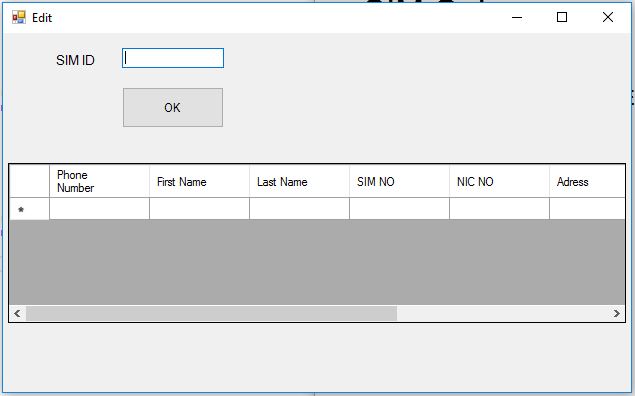 Edit
SIM ID
OK
Phone
Number
First Name
Last Name
SIM NO
NIC NO
Adress
*